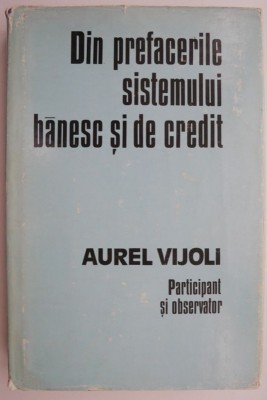 Din prefacerile
sistemului
bănesc și de credit
AUREL VIJOLI
Participant
și observator